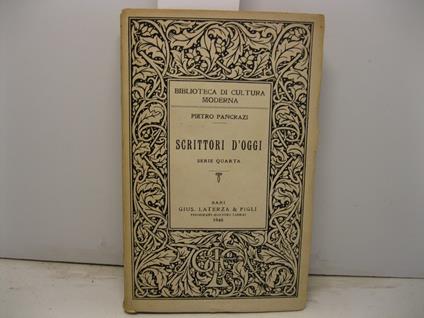 BIBLIOTECA DI CULTURA
MODERNA
PIETRO PANCRAZI
SCRITTORI D'OGGI
SERIE QUARTA
BARI
GIUS. LATERZA & FIGLI
TIPOGRAFI-EDITORI-LIBRAI
1946